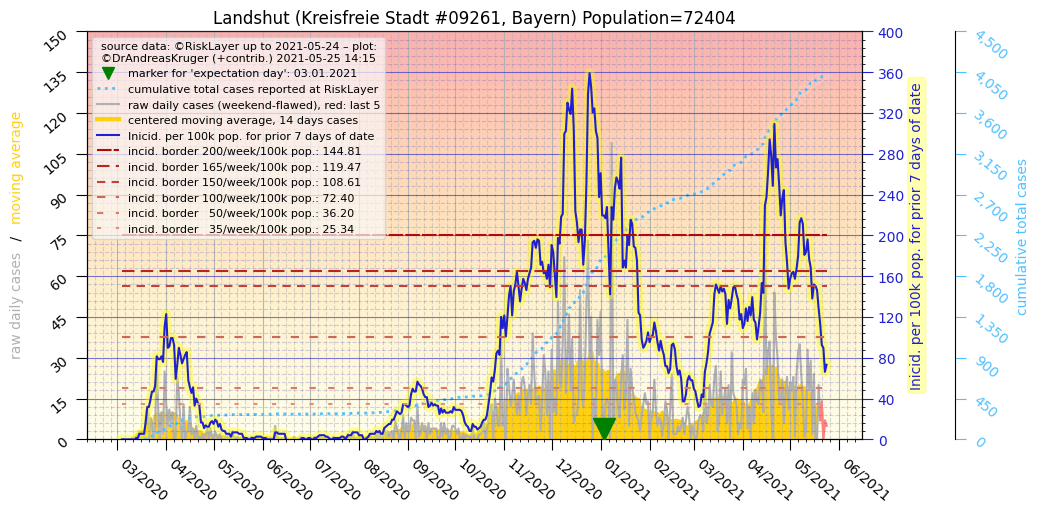 Landshut (Kreisfreie Stadt #09261, Bayern) Population=72404
source data: ©RiskLayer up to 2021-05-24 – plot:
©DrAndreasKruger (+contrib.) 2021-05-25 14:15
marker for 'expectation day': 03.01.2021
cumulative total cases reported at RiskLayer
raw daily cases (weekend-flawed), red: last 5
centered moving average, 14 days cases
Inicid. per 100k pop. for prior 7 days of date
incid. border 200/week/100k pop.: 144.81
incid. border 165/week/100k pop.: 119.47
incid. border 150/week/100k pop.: 108.61
incid. border 100/week/100k pop.: 72.40
incid. border   50/week/100k pop.: 36.20
incid. border   35/week/100k pop.: 25.34
raw daily cases   /   moving average
150
135
120
105
90
75
60
45
30
15
0
400
360
320
280
240
200
160
120
80
40
0
Inicid. per 100k pop. for prior 7 days of date
4,500
4,050
3,600
3,150
2,700
2,250
1,800
1,350
900
450
0
cumulative total cases
03/2020
04/2020
05/2020
06/2020
07/2020
08/2020
09/2020
10/2020
11/2020
12/2020
01/2021
02/2021
03/2021
04/2021
05/2021
06/2021